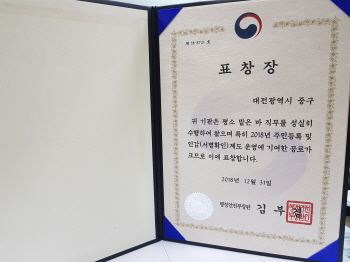 표창장
대전광역시 중구
위 기관은 평소 맡은 바 직무를 성실히
수행하여 왔으며 특히 2018년 주민등록 및
인감(서명확인)제도 운영에 기여한 공로가
크므로 이에 표창합니다.
2018년 12월 31일
행정안전부장관 김부겸